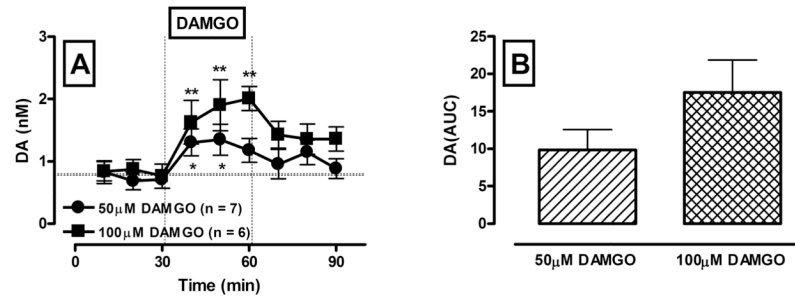 DAMGO
A
DA (nM)
3
2
1
0
** ** **
* *
50μM DAMGO (n = 7)
100μM DAMGO (n = 6)
0 30 60 90
Time (min)
B
DA(AUC)
25
20
15
10
5
0
50μM DAMGO 100μM DAMGO